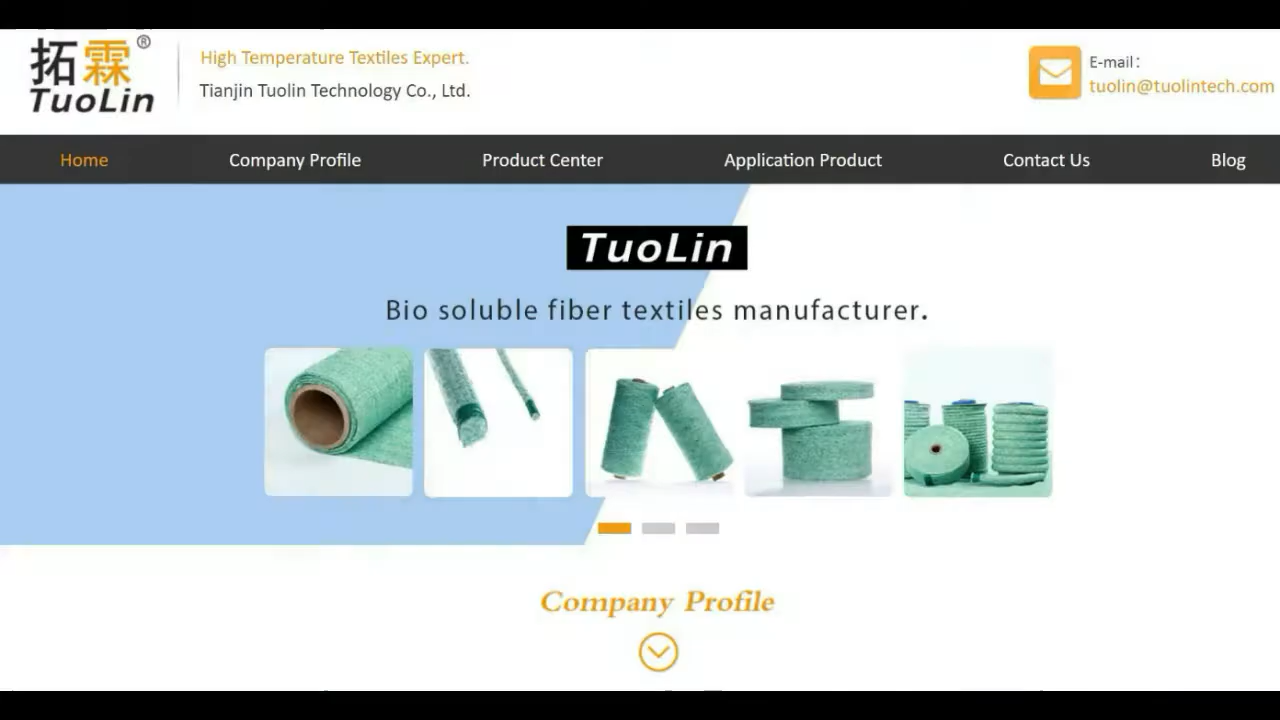 拓霖®
TuoLin
High Temperature Textiles Expert.
Tianjin Tuolin Technology Co., Ltd.
E-mail：
tuolin@tuolintech.com
Home Company Profile Product Center Application Product Contact Us Blog
TuoLin
Bio soluble fiber textiles manufacturer.
Company Profile